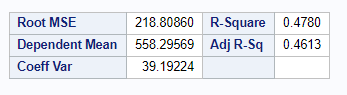 Root MSE 218.80860 R-Square 0.4780
Dependent Mean 558.29569 Adj R-Sq 0.4613
Coeff Var 39.19224